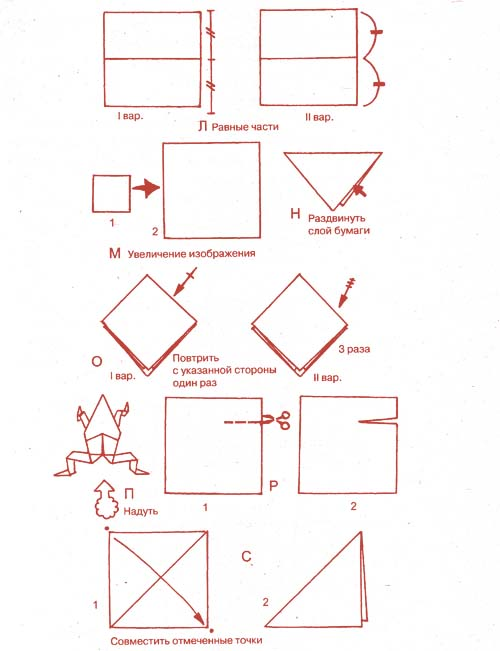 I вар.
II вар.
Л Равные части
1
2
Н
Раздвинуть
слой бумаги
М Увеличение изображения
О
I вар.
Повтрить
с указанной стороны
один раз
3 раза
II вар.
П
Надуть
Р
1
2
С
1
2
Совместить отмеченные точки